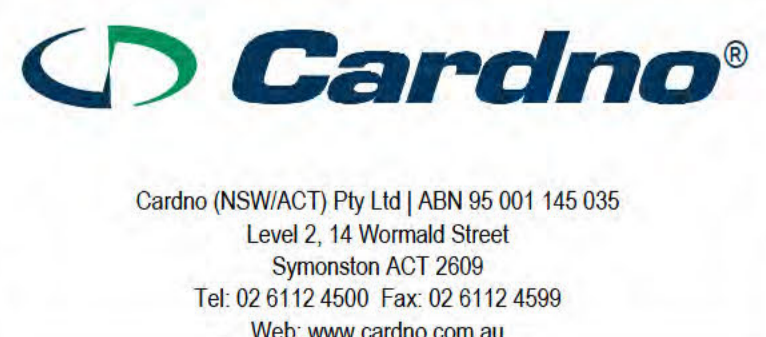 Cardno®
Cardno (NSW/ACT) Pty Ltd | ABN 95 001 145 035
Level 2, 14 Wormald Street
Symonston ACT 2609
Tel: 02 6112 4500 Fax: 02 6112 4599
Web: www.cardno.com.au